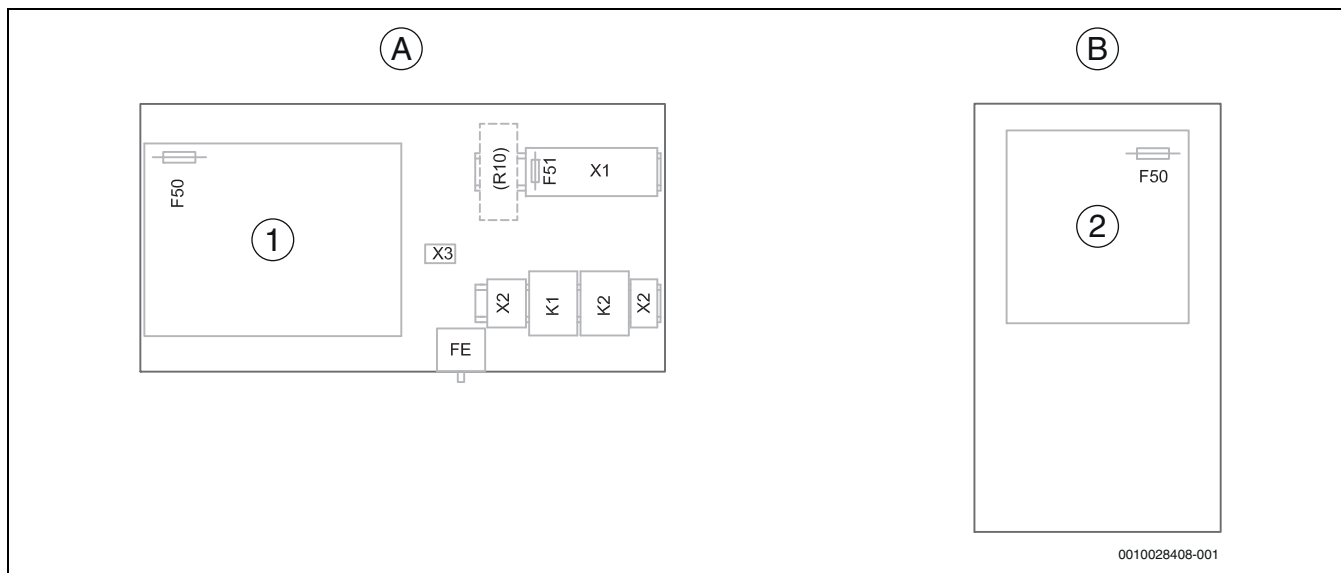 A B
F50 (R10) F51 X1 F50
1 2
X3
X2 K1 K2 X2
FE
0010028408-001